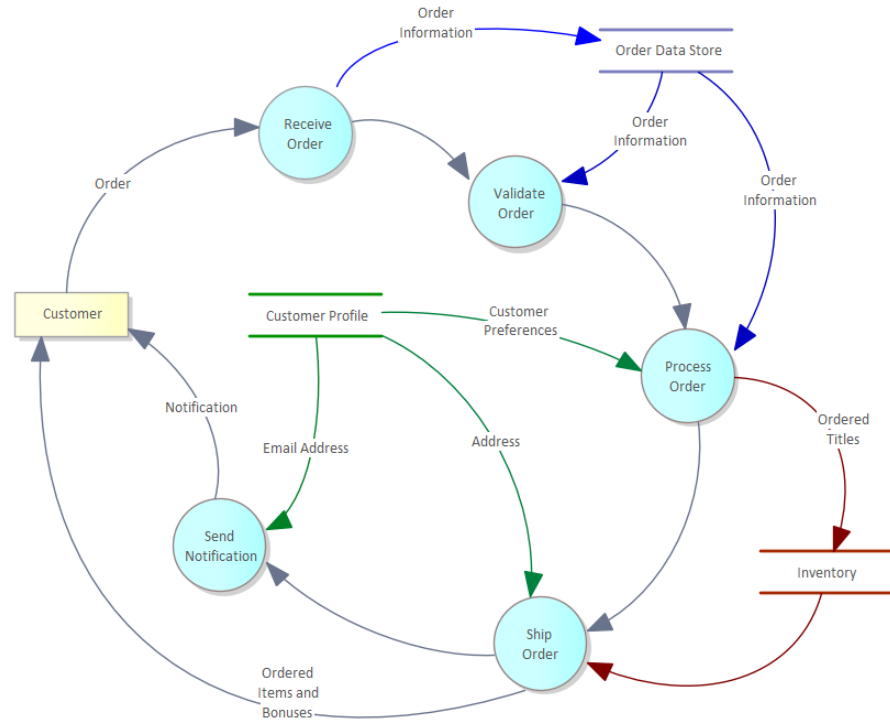 Order
Information
Order Data Store
Receive
Order
Order
Information
Order
Validate
Order
Order
Information
Customer
Customer Profile
Customer
Preferences
Process
Order
Notification
Email Address
Address
Ordered
Titles
Send
Notification
Inventory
Ship
Order
Ordered
Items and
Bonuses